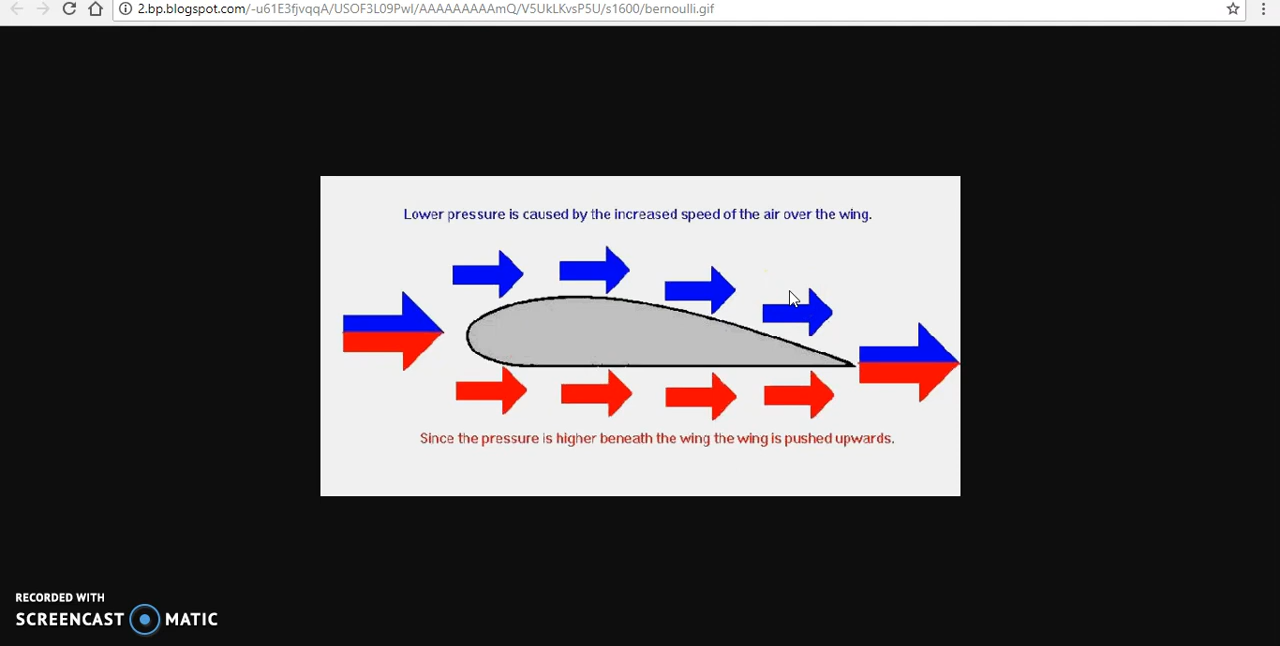 2.bp.blogspot.com/-u61E3fjvqqA/USOF3L09PwI/AAAAAAAAAmQ/V5UkLKvsP5U/s1600/bernoulli.gif
Lower pressure is caused by the increased speed of the air over the wing.
Since the pressure is higher beneath the wing the wing is pushed upwards.
RECORDED WITH
SCREENCAST MATIC